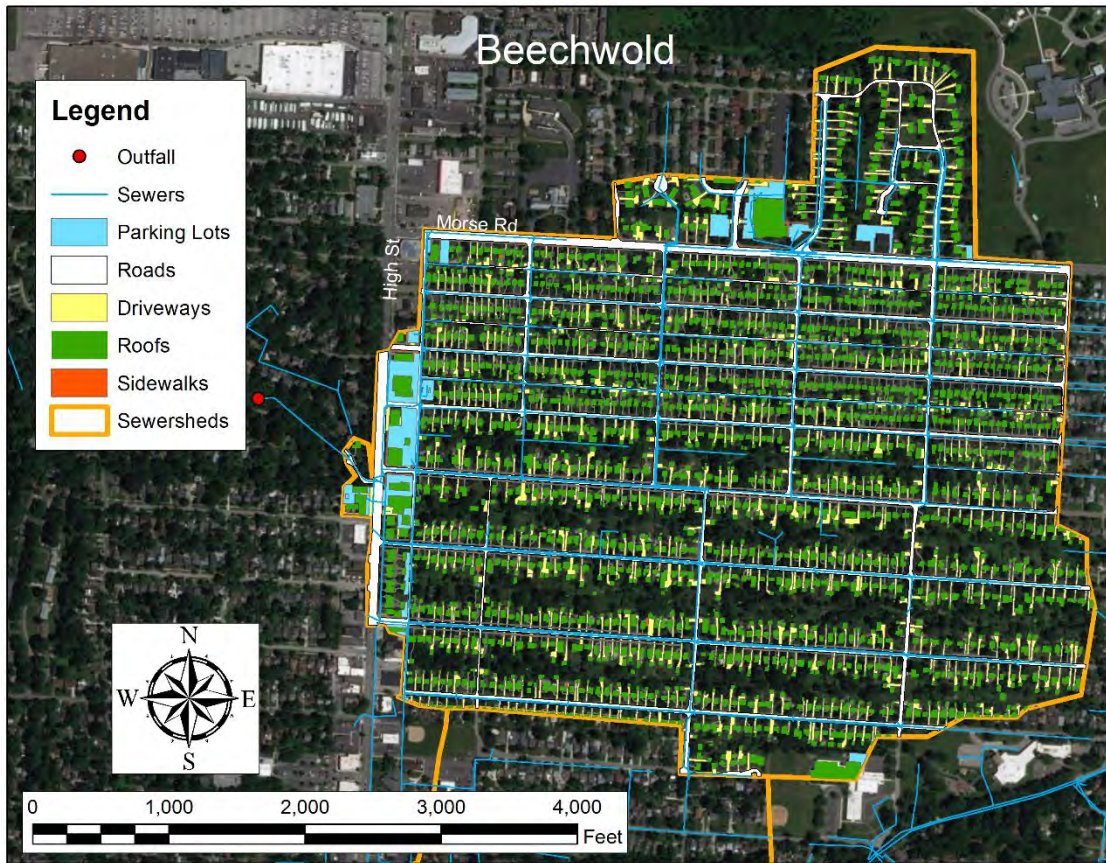 Beechwold
Legend
Outfall
Sewers
Parking Lots
Roads
Driveways
Roofs
Sidewalks
Sewersheds
Morse Rd
High St
N
W E
S
0 1,000 2,000 3,000 4,000
Feet